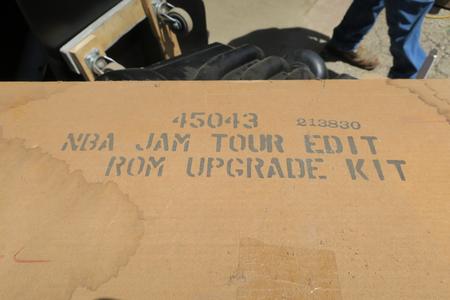 45043 213830
NBA JAM TOUR EDIT
ROM UPGRADE KIT